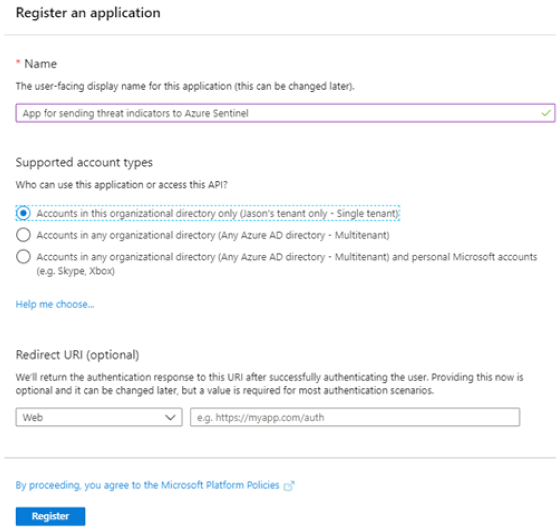 Register an application
* Name
The user-facing display name for this application (this can be changed later).
App for sending threat indicators to Azure Sentinel
Supported account types
Who can use this application or access this API?
Accounts in this organizational directory only (Jason's tenant only - Single tenant)
Accounts in any organizational directory (Any Azure AD directory - Multitenant)
Accounts in any organizational directory (Any Azure AD directory - Multitenant) and personal Microsoft accounts
(e.g. Skype, Xbox)
Help me choose...
Redirect URI (optional)
We'll return the authentication response to this URI after successfully authenticating the user. Providing this now is
optional and it can be changed later, but a value is required for most authentication scenarios.
Web e.g. https://myapp.com/auth
By proceeding, you agree to the Microsoft Platform Policies
Register